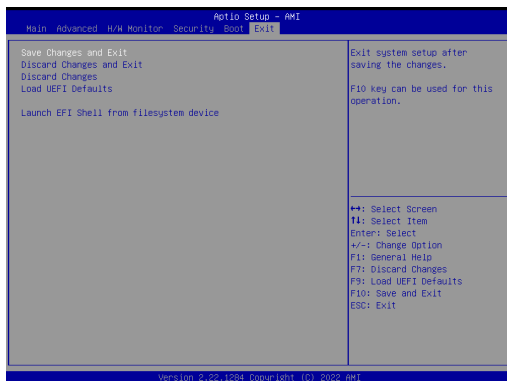 Aptio Setup – AMI
Main Advanced H/W Monitor Security Boot Exit
Save Changes and Exit
Discard Changes and Exit
Discard Changes
Load UEFI Defaults
Launch EFI Shell from filesystem device
Exit system setup after
saving the changes.
F10 key can be used for this
operation.
↔: Select Screen
↑↓: Select Item
Enter: Select
+/-: Change Option
F1: General Help
F7: Discard Changes
F9: Load UEFI Defaults
F10: Save and Exit
ESC: Exit
Version 2.22.1284 Copyright (C) 2022 AMI